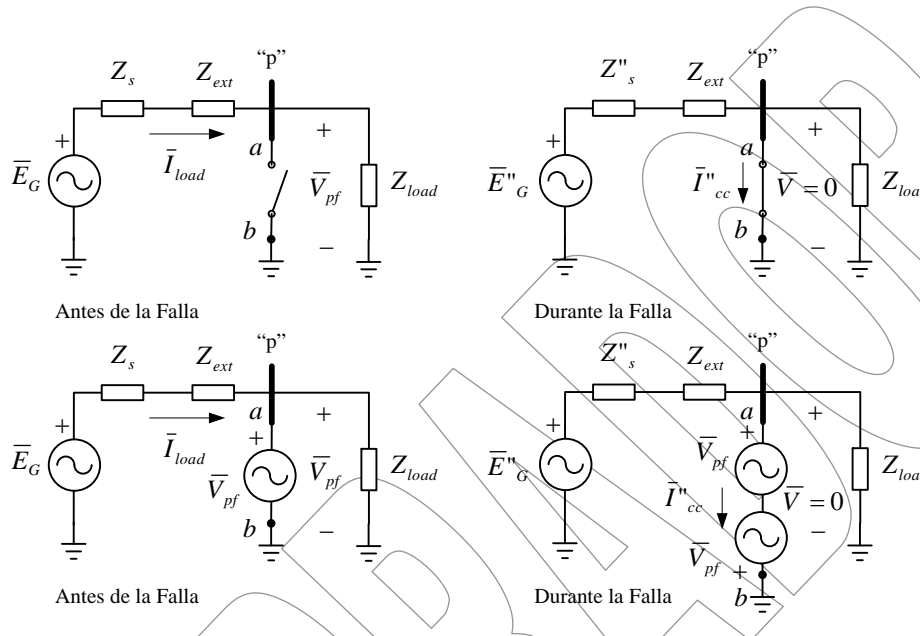 "p"
Z_s
Z_ext
+
+
a
Ī_load
Ē_G
V̄_pf
Z_load
b
−
Antes de la Falla
"p"
Z"_s
Z_ext
+
+
a
Ē"_G
Ī"_cc
V̄ = 0
Z_load
b
−
Durante la Falla
"p"
Z_s
Z_ext
+
a
+
+
Ī_load
Ē_G
V̄_pf
V̄_pf
Z_load
b
−
Antes de la Falla
"p"
Z"_s
Z_ext
+
a
+
+
V̄_pf
Ē"_G
Ī"_cc
V̄ = 0
Z_load
−
V̄_pf
+
b
Durante la Falla